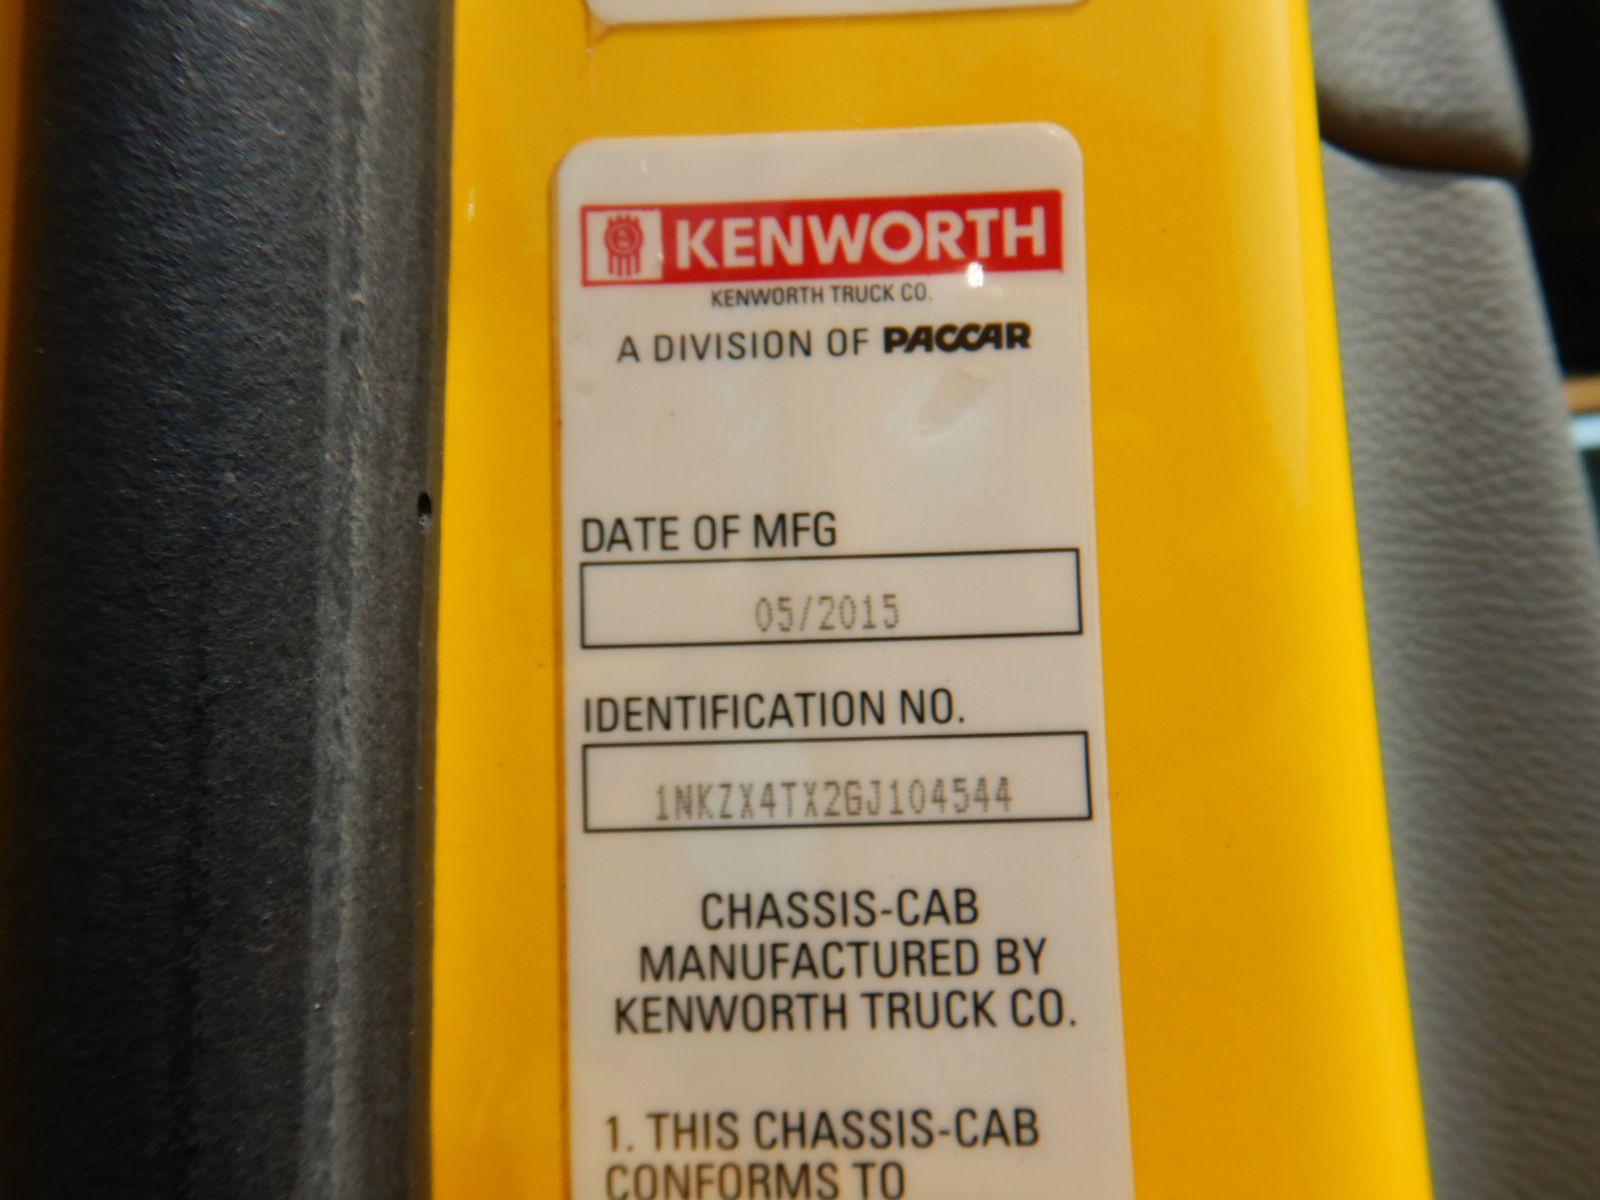 KENWORTH
KENWORTH TRUCK CO.
A DIVISION OF PACCAR
DATE OF MFG
05/2015
IDENTIFICATION NO.
1NKZX4TX2GJ104544
CHASSIS-CAB
MANUFACTURED BY
KENWORTH TRUCK CO.
1. THIS CHASSIS-CAB
CONFORMS TO